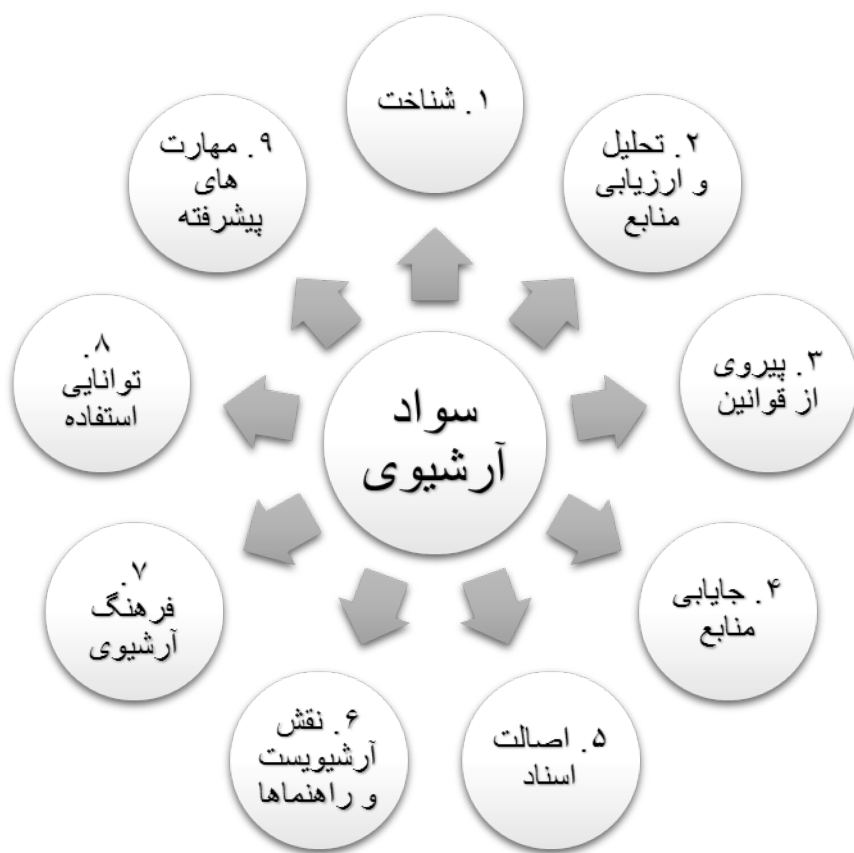 سواد
آرشیوی
۱. شناخت
۲. تحلیل
و ارزیابی
منابع
۳. پیروی
از قوانین
۴. جایابی
منابع
۵. اصالت
اسناد
۶. نقش
آرشیویست
و راهنماها
۷.
فرهنگ
آرشیوی
۸.
توانایی
استفاده
۹. مهارت
های
پیشرفته